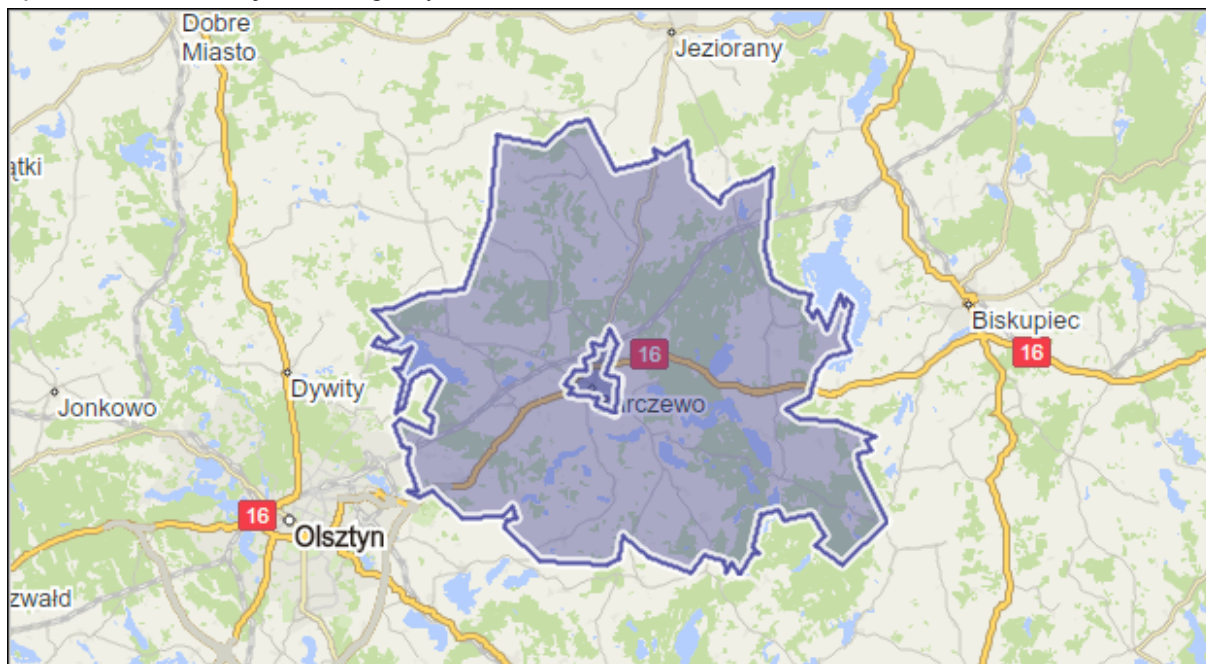 Dobre
Miasto
Jeziorany
ątki
Biskupiec
16
16
Dywity
Jonkowo
rczewo
16
Olsztyn
zwałd